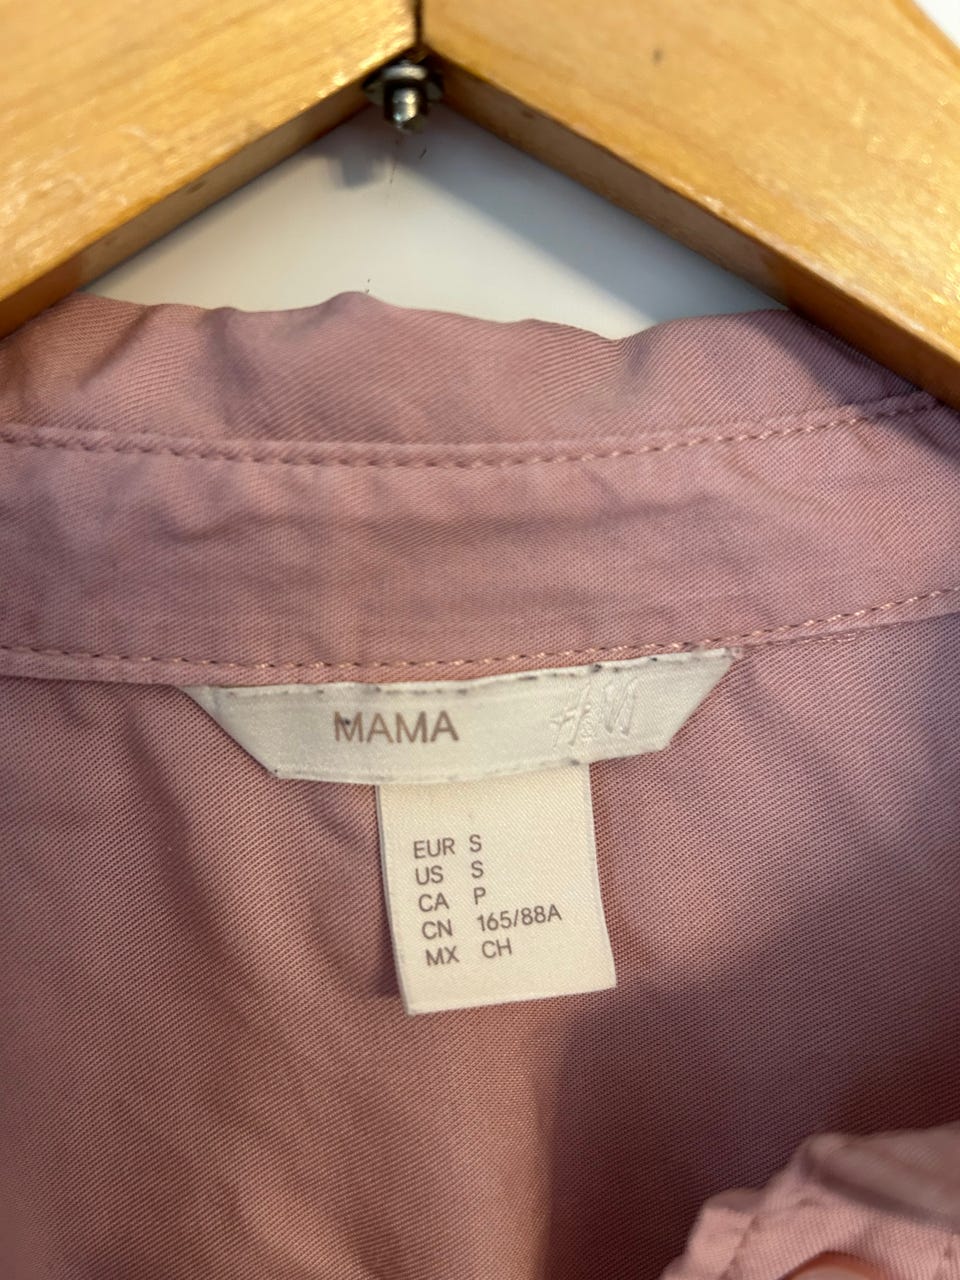 MAMA H&M
EUR S
US S
CA P
CN 165/88A
MX CH